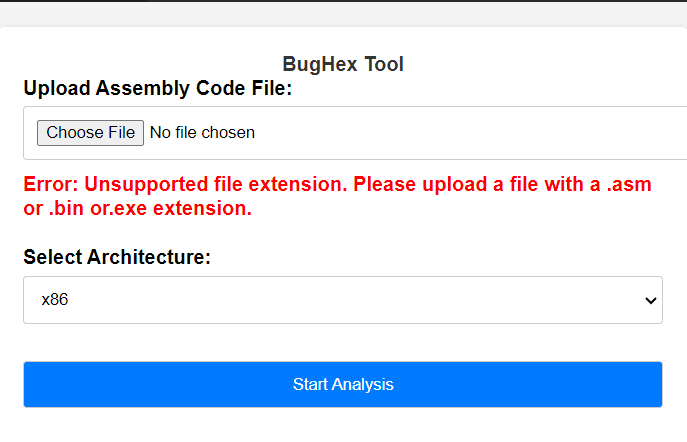 BugHex Tool
Upload Assembly Code File:
Choose File No file chosen
Error: Unsupported file extension. Please upload a file with a .asm
or .bin or.exe extension.
Select Architecture:
x86
Start Analysis